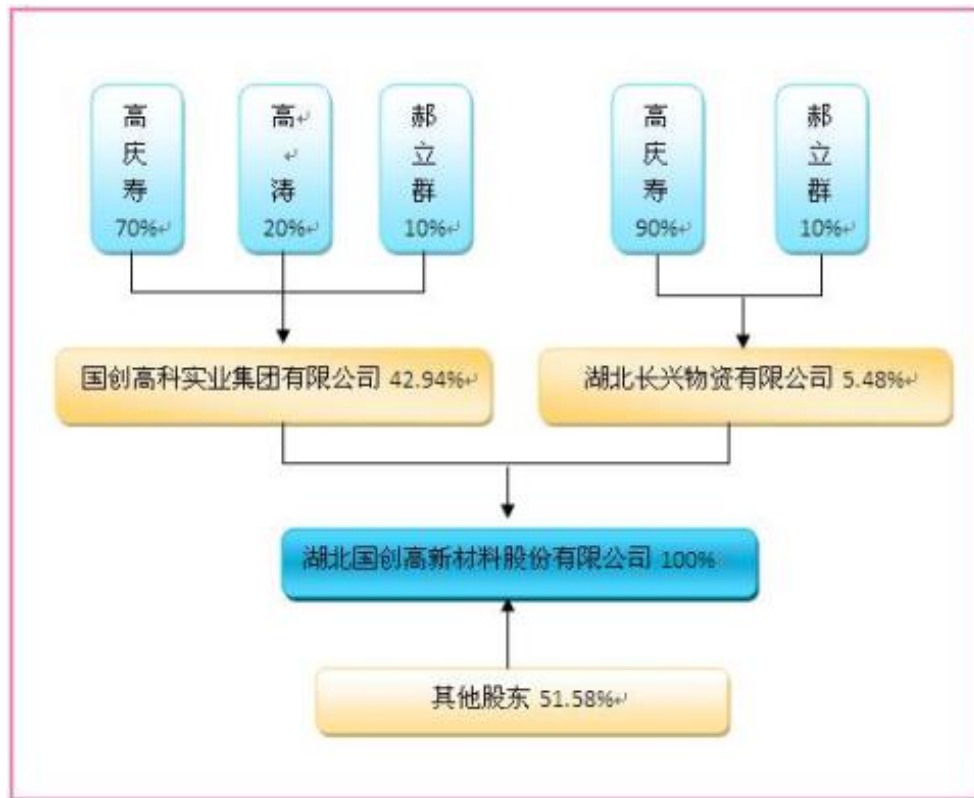 高庆寿
70%
高涛
20%
郝立群
10%
高庆寿
90%
郝立群
10%
国创高科实业集团有限公司 42.94%
湖北长兴物资有限公司 5.48%
湖北国创高新材料股份有限公司 100%
其他股东 51.58%